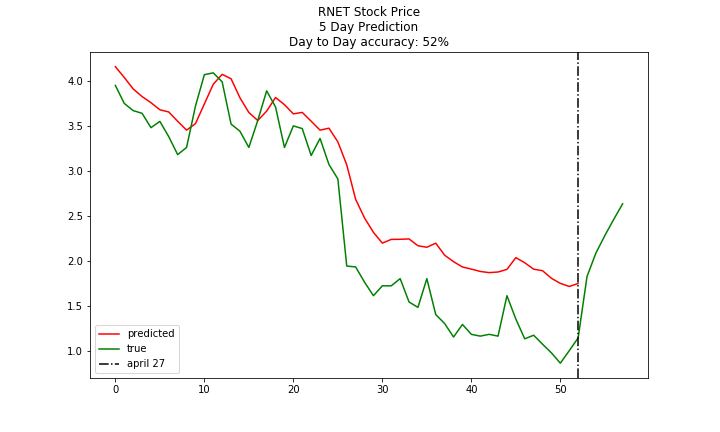 RNET Stock Price
5 Day Prediction
Day to Day accuracy: 52%
4.0
3.5
3.0
2.5
2.0
1.5
1.0
predicted
true
april 27
0 10 20 30 40 50